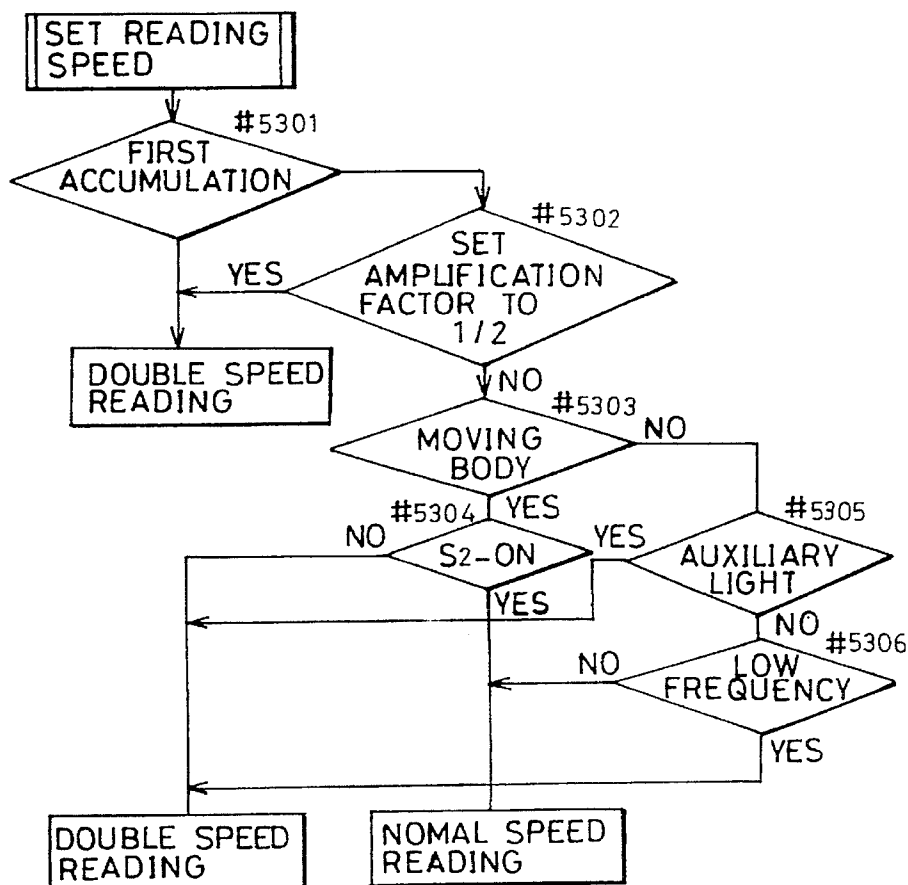 SET READING
SPEED
#5301
FIRST
ACCUMULATION
#5302
SET
AMPLIFICATION
FACTOR TO
1/2
YES
DOUBLE SPEED
READING
NO
#5303
MOVING
BODY
NO
YES
#5304
#5305
NO
S2-ON
YES
AUXILIARY
LIGHT
YES
NO
#5306
NO
LOW
FREQUENCY
YES
DOUBLE SPEED
READING
NOMAL SPEED
READING